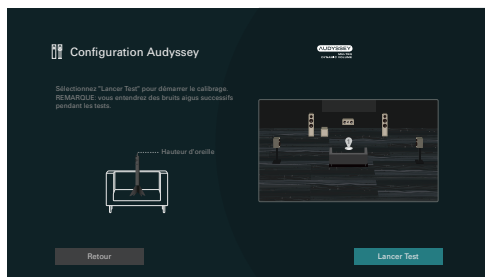 Configuration Audyssey
AUDYSSEY
Sélectionnez "Lancer Test" pour démarrer le calibrage.
REMARQUE: vous entendrez des bruits aigus successifs
pendant les tests.
Hauteur d'oreille
Retour
Lancer Test